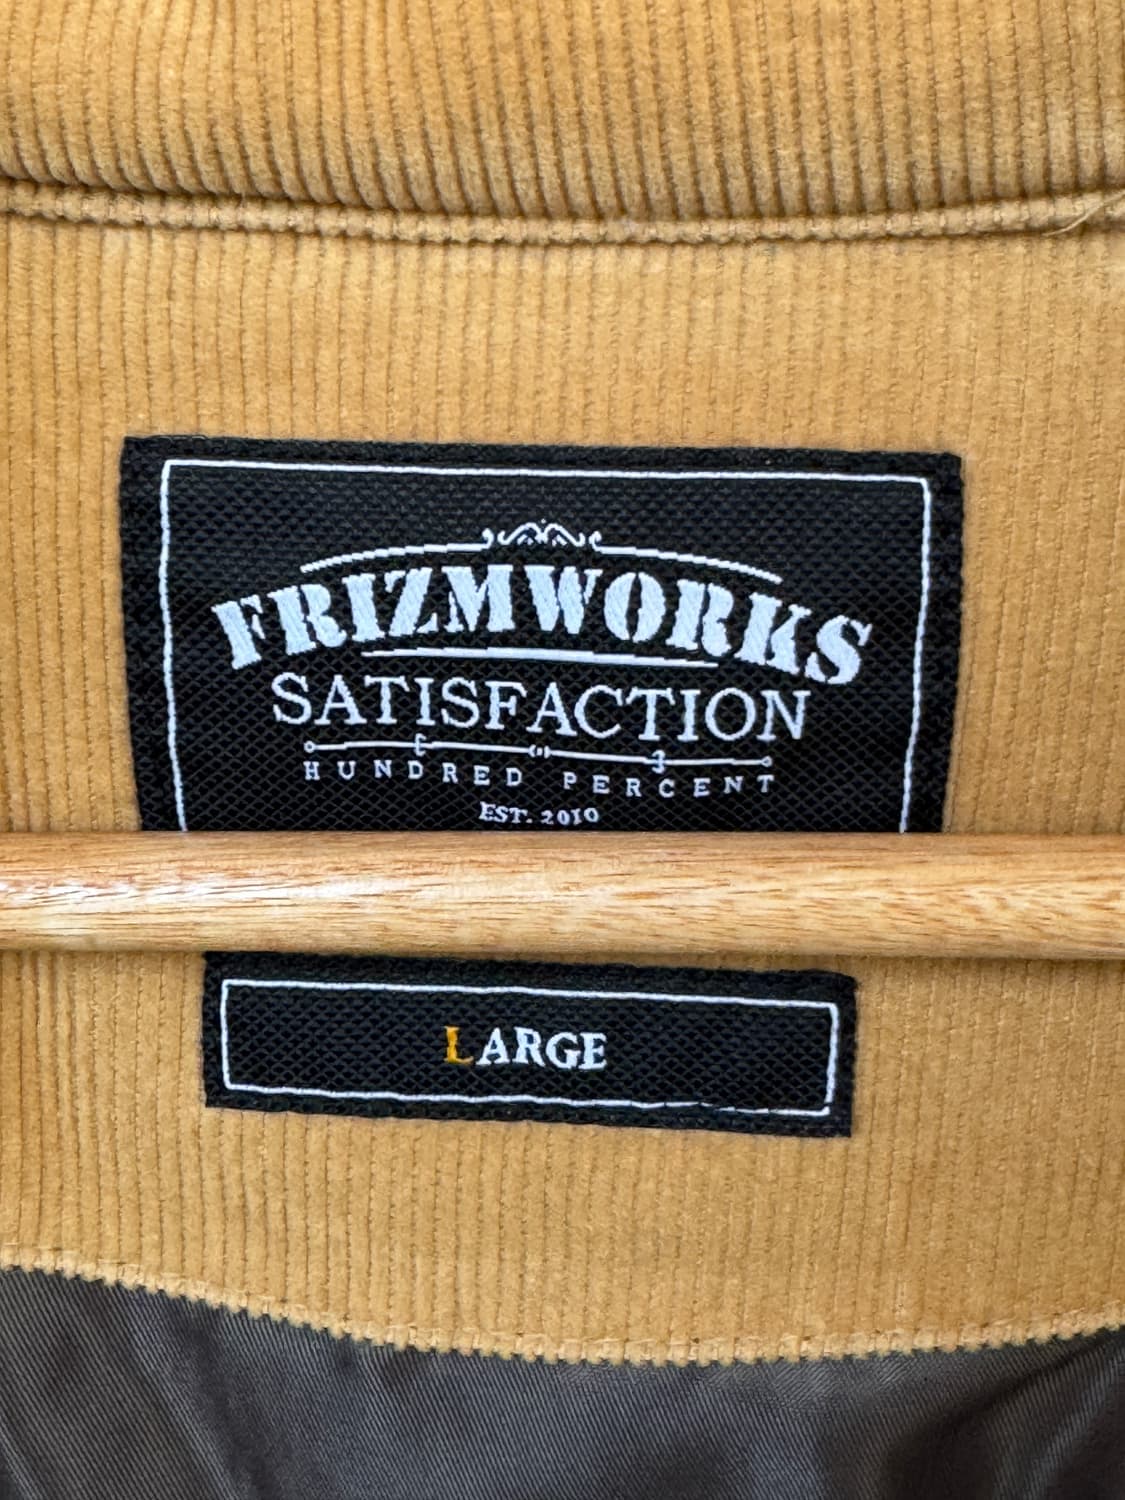 FRIZMWORKS
SATISFACTION
HUNDRED PERCENT
EST. 2010
LARGE